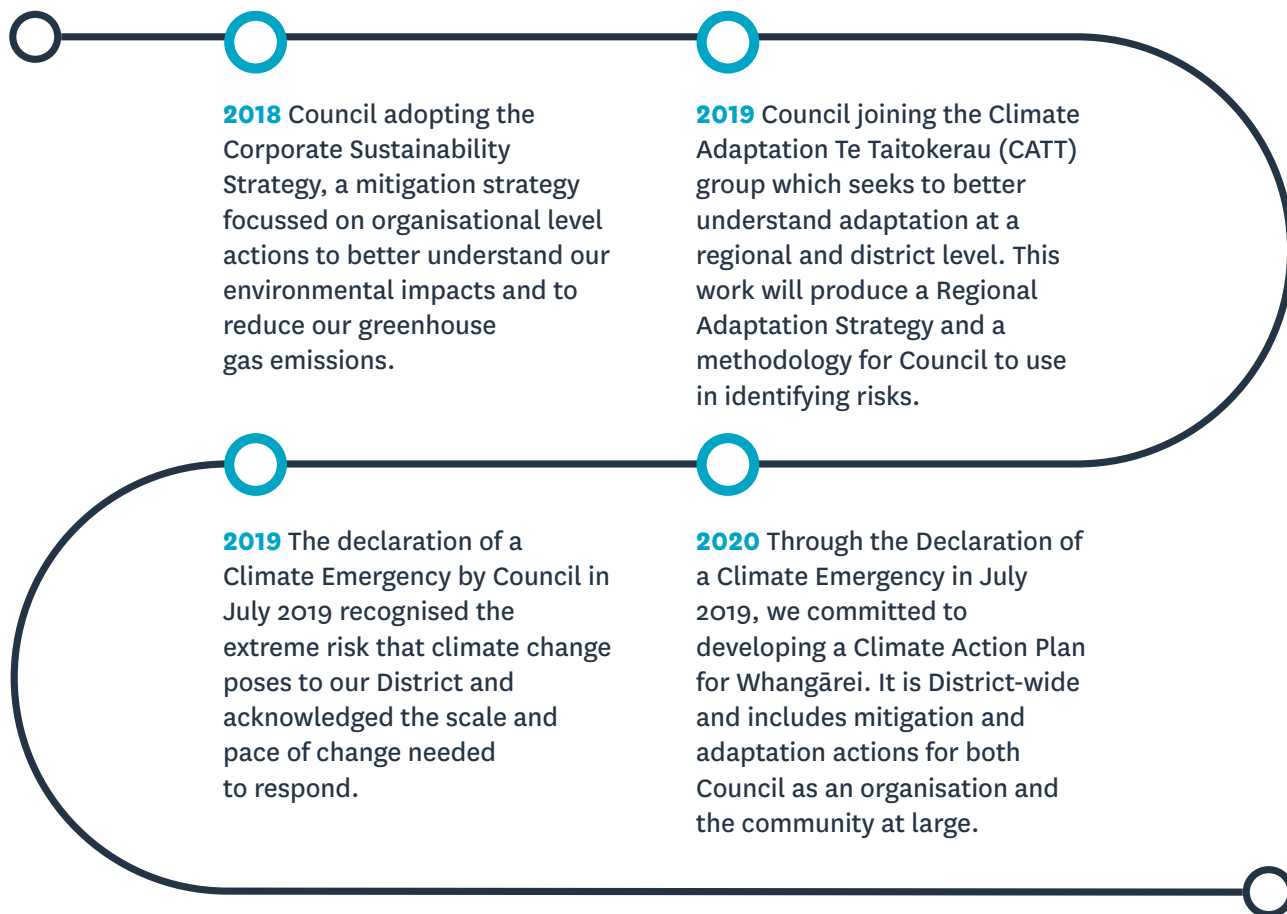 2018 Council adopting the
Corporate Sustainability
Strategy, a mitigation strategy
focussed on organisational level
actions to better understand our
environmental impacts and to
reduce our greenhouse
gas emissions.
2019 Council joining the Climate
Adaptation Te Taitokerau (CATT)
group which seeks to better
understand adaptation at a
regional and district level. This
work will produce a Regional
Adaptation Strategy and a
methodology for Council to use
in identifying risks.
2019 The declaration of a
Climate Emergency by Council in
July 2019 recognised the
extreme risk that climate change
poses to our District and
acknowledged the scale and
pace of change needed
to respond.
2020 Through the Declaration of
a Climate Emergency in July
2019, we committed to
developing a Climate Action Plan
for Whangārei. It is District-wide
and includes mitigation and
adaptation actions for both
Council as an organisation and
the community at large.